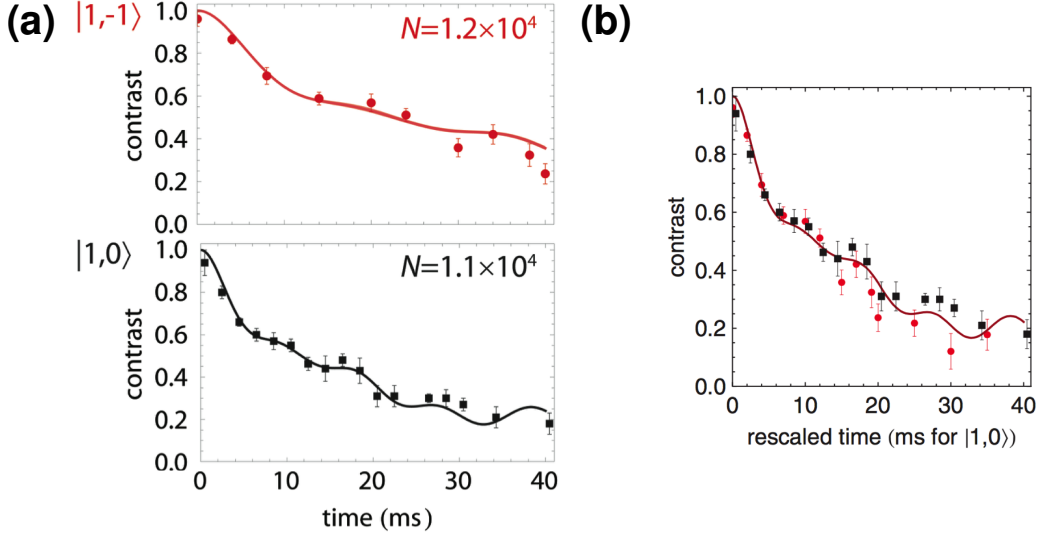 (a)
|1,-1⟩
N=1.2×10⁴
contrast
1.0
0.8
0.6
0.4
0.2
0.0
|1,0⟩
N=1.1×10⁴
contrast
1.0
0.8
0.6
0.4
0.2
0.0
0 10 20 30 40
time (ms)
(b)
contrast
1.0
0.8
0.6
0.4
0.2
0.0
0 10 20 30 40
rescaled time (ms for |1,0⟩)